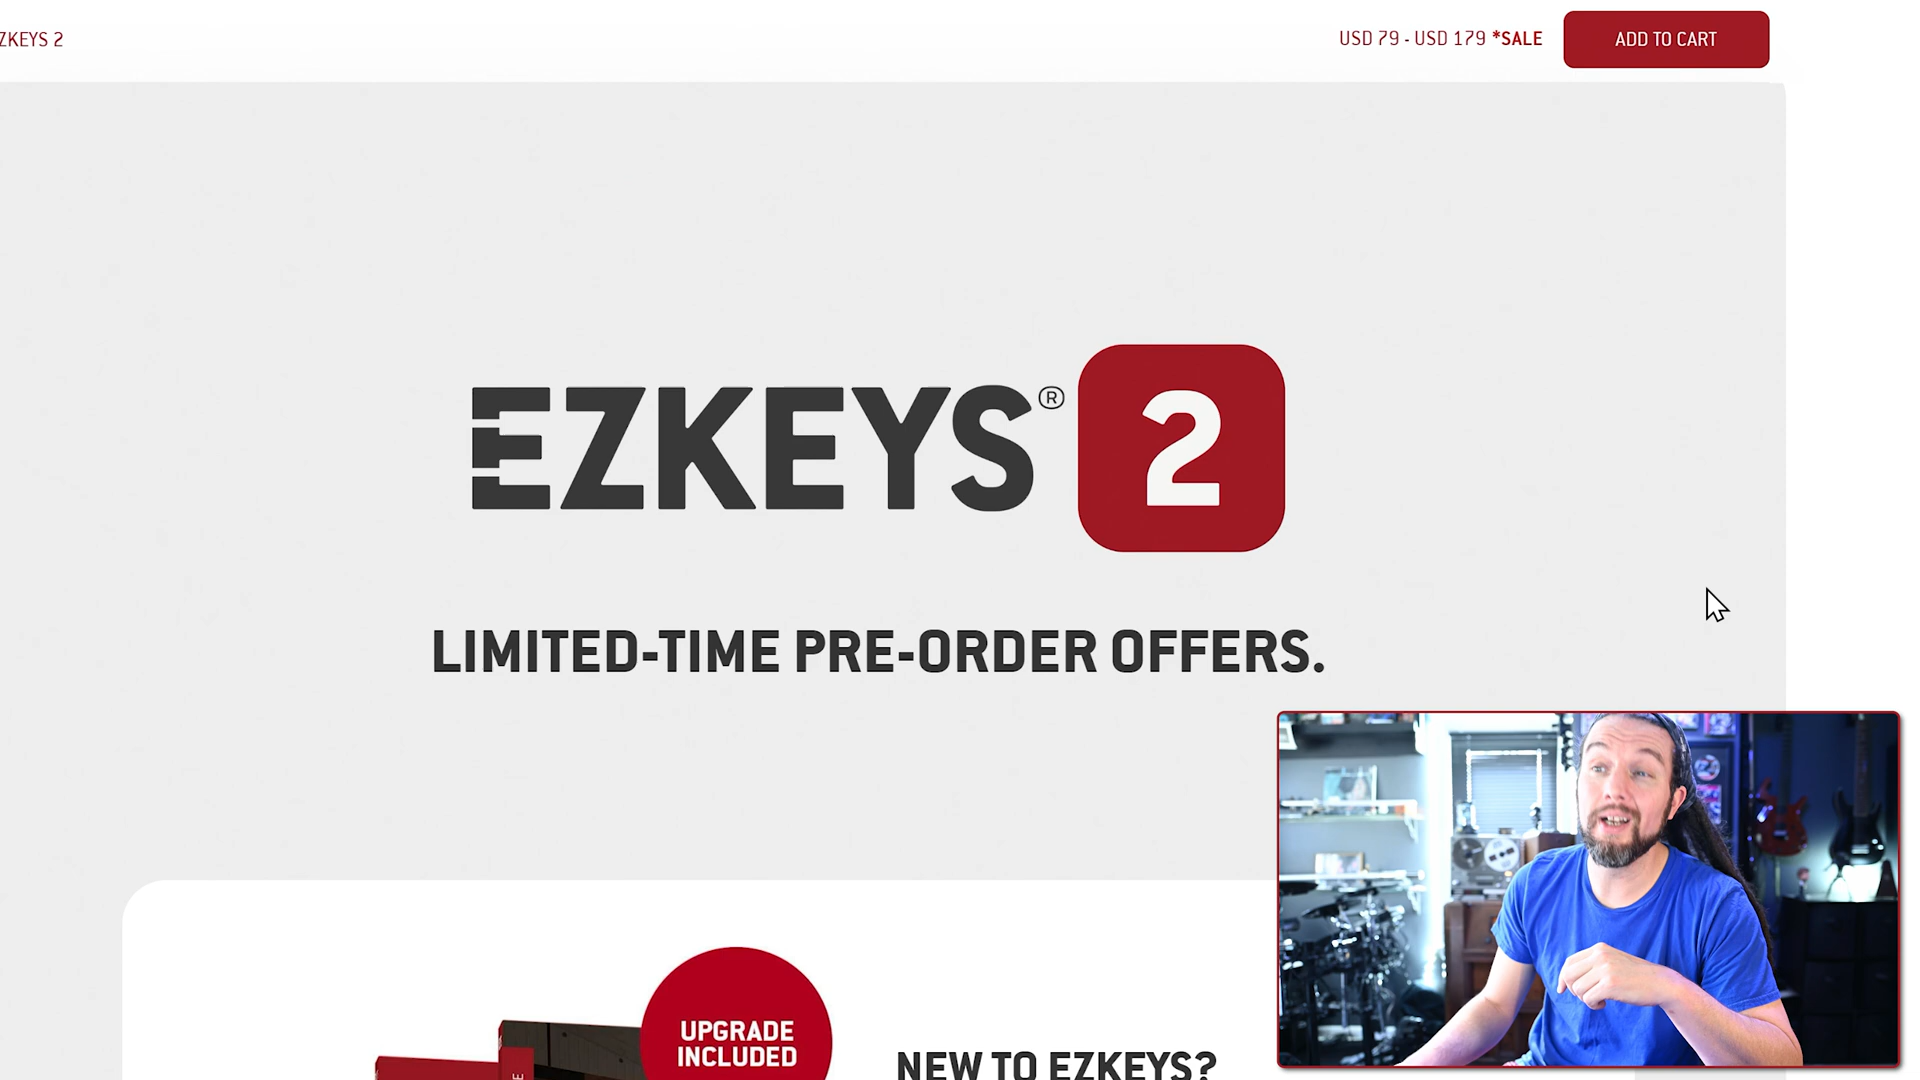 ZKEYS 2
USD 79 - USD 179 *SALE
ADD TO CART
EZKEYS® 2
LIMITED-TIME PRE-ORDER OFFERS.
UPGRADE
INCLUDED
NEW TO EZKEYS?